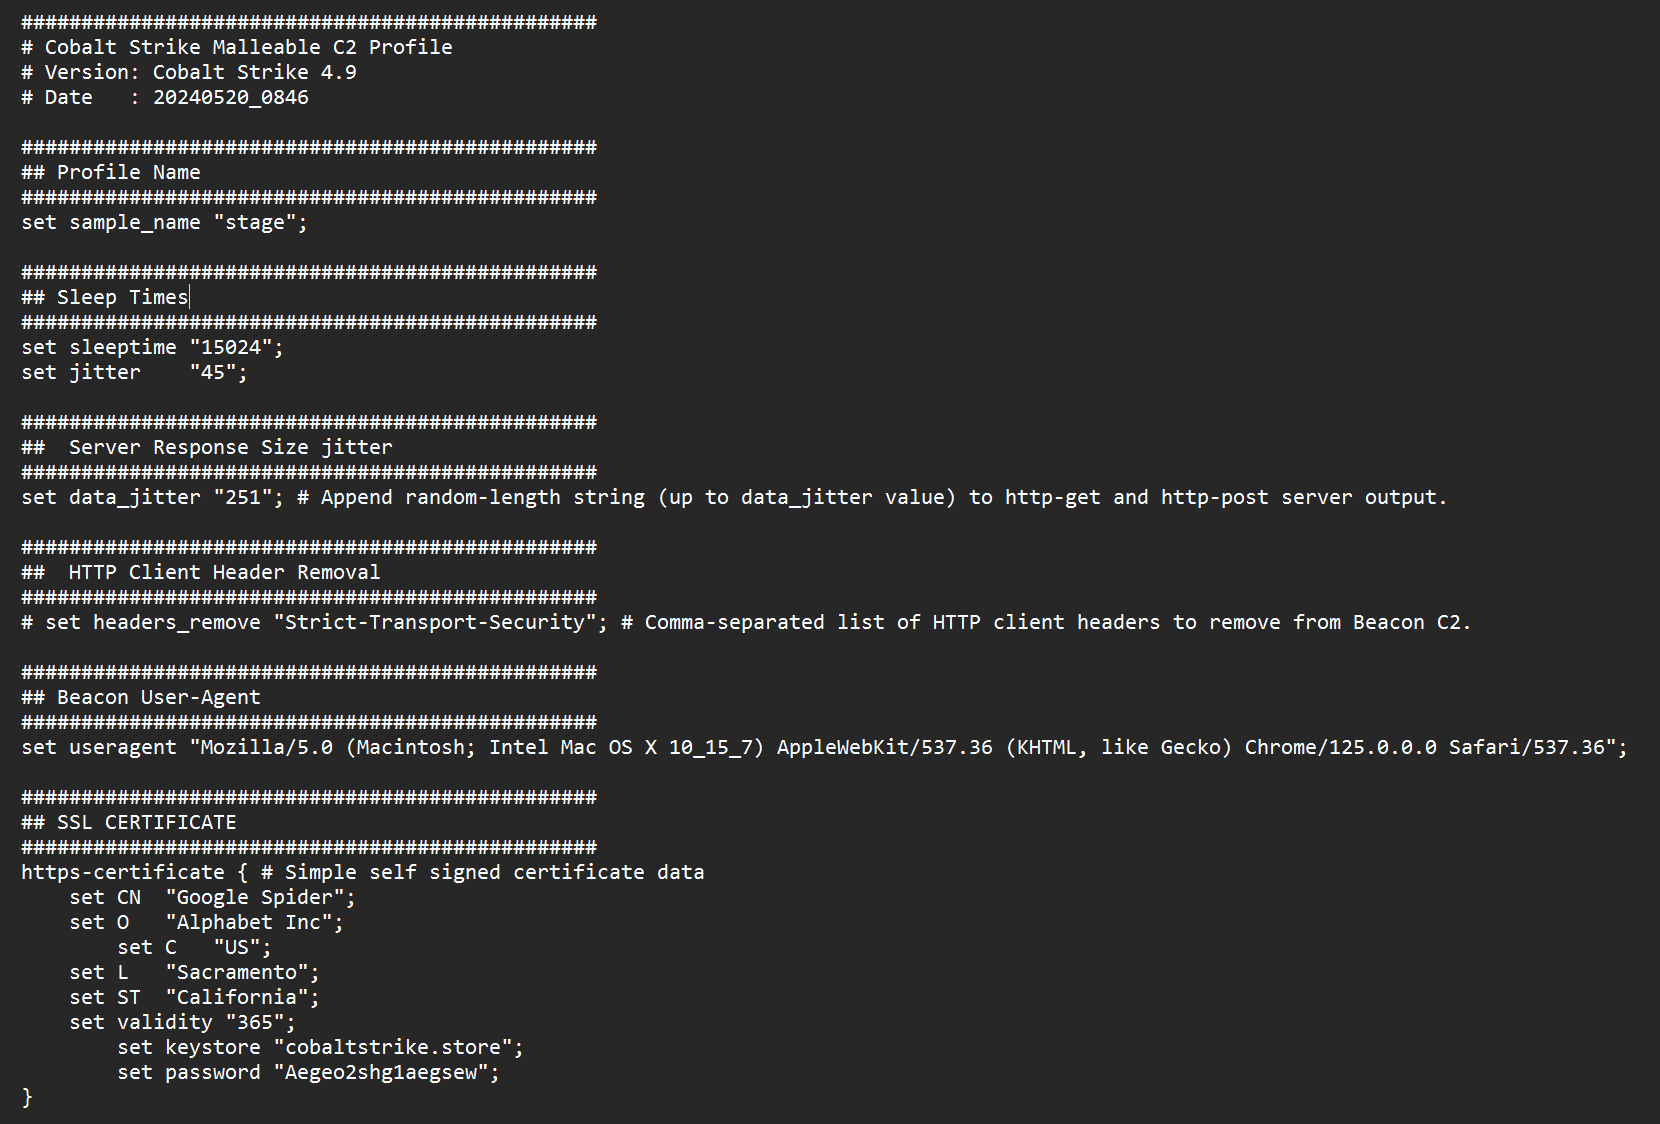 ################################################
# Cobalt Strike Malleable C2 Profile
# Version: Cobalt Strike 4.9
# Date   : 20240520_0846
################################################
## Profile Name
################################################
set sample_name "stage";
################################################
## Sleep Times
################################################
set sleeptime "15024";
set jitter    "45";
################################################
##  Server Response Size jitter
################################################
set data_jitter "251"; # Append random-length string (up to data_jitter value) to http-get and http-post server output.
################################################
##  HTTP Client Header Removal
################################################
# set headers_remove "Strict-Transport-Security"; # Comma-separated list of HTTP client headers to remove from Beacon C2.
################################################
## Beacon User-Agent
################################################
set useragent "Mozilla/5.0 (Macintosh; Intel Mac OS X 10_15_7) AppleWebKit/537.36 (KHTML, like Gecko) Chrome/125.0.0.0 Safari/537.36";
################################################
## SSL CERTIFICATE
################################################
https-certificate { # Simple self signed certificate data
    set CN  "Google Spider";
    set O   "Alphabet Inc";
        set C   "US";
    set L   "Sacramento";
    set ST  "California";
    set validity "365";
        set keystore "cobaltstrike.store";
        set password "Aegeo2shg1aegsew";
}